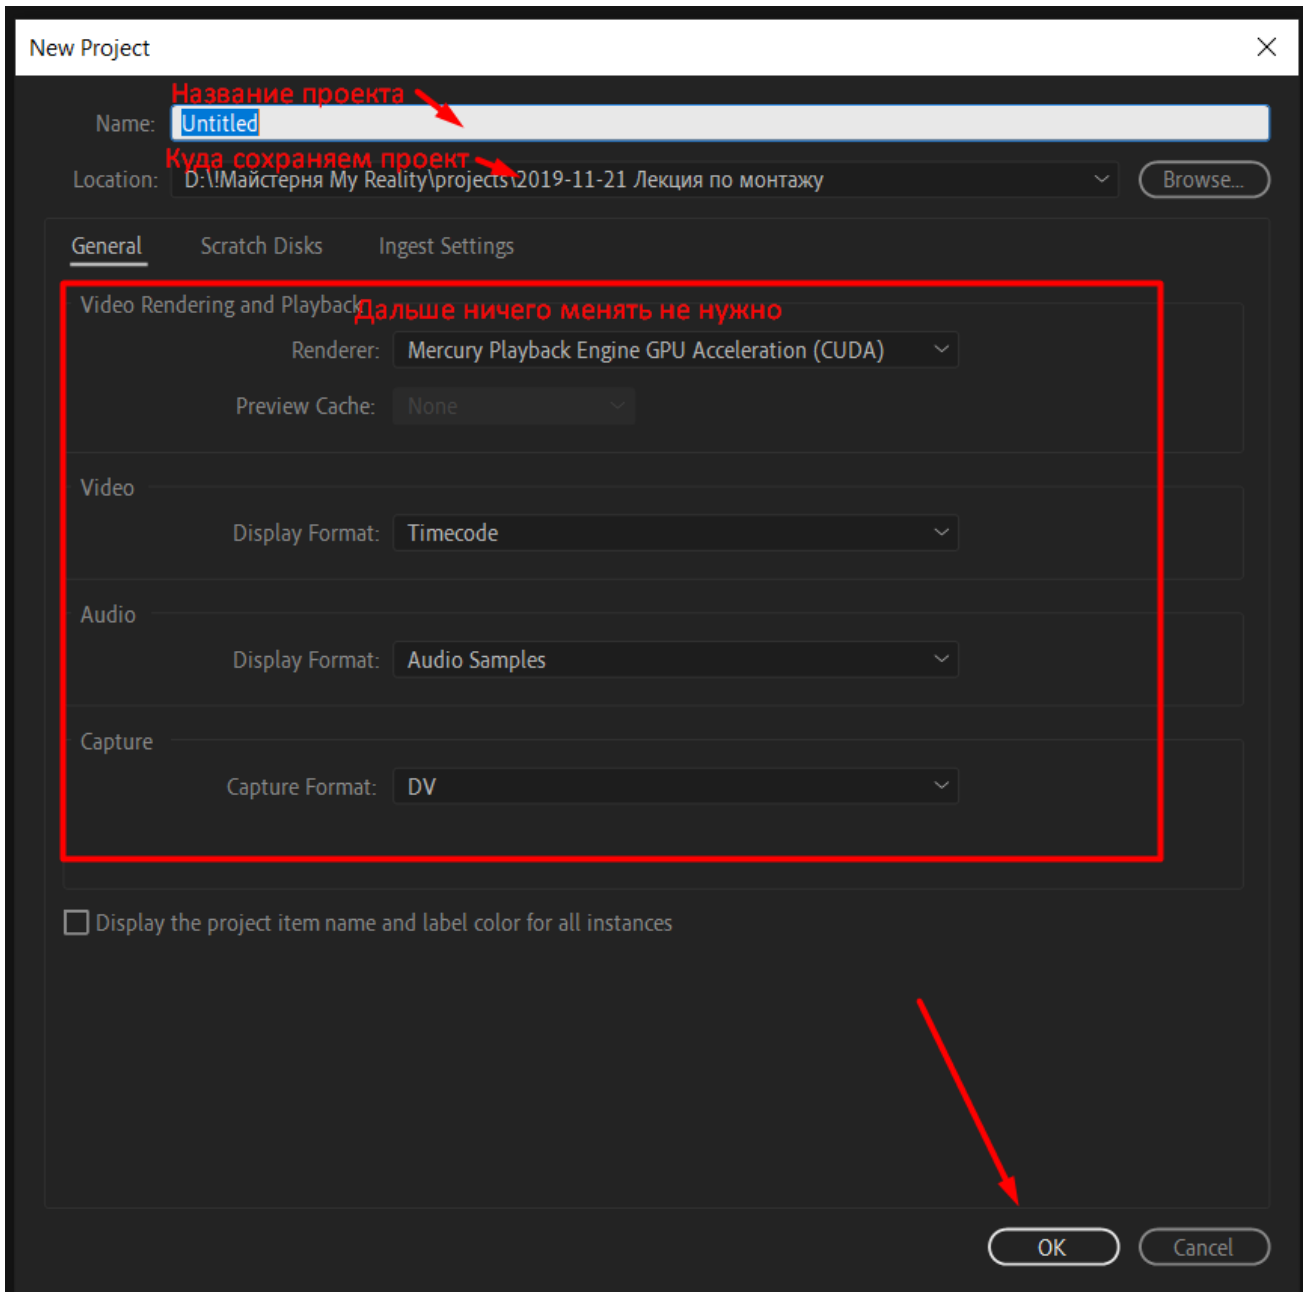 New Project
Название проекта
Name: Untitled
Куда сохраняем проект
Location: D:\!Майстерня My Reality\projects\2019-11-21 Лекция по монтажу Browse...
General Scratch Disks Ingest Settings
Video Rendering and Playback
Дальше ничего менять не нужно
Renderer: Mercury Playback Engine GPU Acceleration (CUDA)
Preview Cache: None
Video
Display Format: Timecode
Audio
Display Format: Audio Samples
Capture
Capture Format: DV
Display the project item name and label color for all instances
OK Cancel